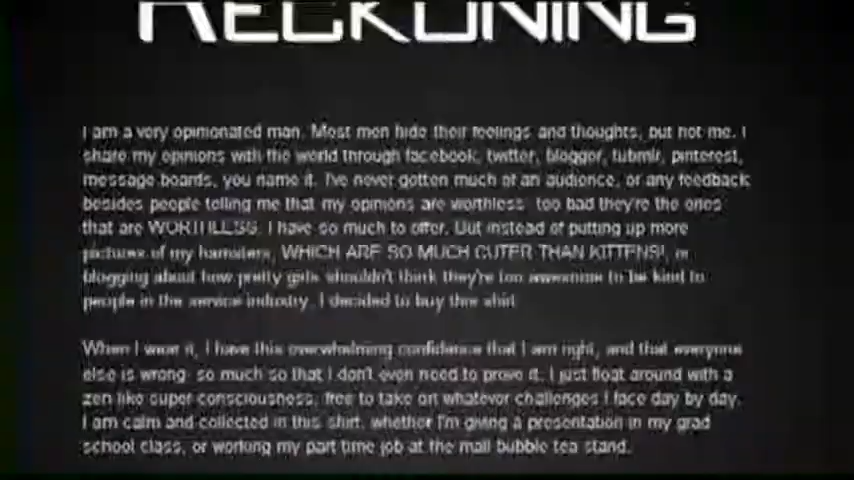 RECKONING
I am a very opinionated man. Most men hide their feelings and thoughts, but not me. I
share my opinions with the world through facebook, twitter, blogger, tublr, pinterest,
message boards, you name it. I've never gotten much of an audience, or any feedback
besides people telling me that my opinions are worthless. too bad they're the ones
that are WORTHLESS. I have so much to offer. But instead of putting up more
pictures of my hamsters, WHICH ARE SO MUCH CUTER THAN KITTENS!, or
blogging about how pretty girls shouldn't think they're too awesome to be kind to
people in the service industry, I decided to buy this shirt.
When I wear it, I have this overwhelming confidence that I am right, and that everyone
else is wrong. so much so that I don't even need to prove it. I just float around with a
zen like super consciousness, free to take on whatever challenges I face day by day.
I am calm and collected in this shirt, whether I'm giving a presentation in my grad
school class, or working my part time job at the mall bubble tea stand.